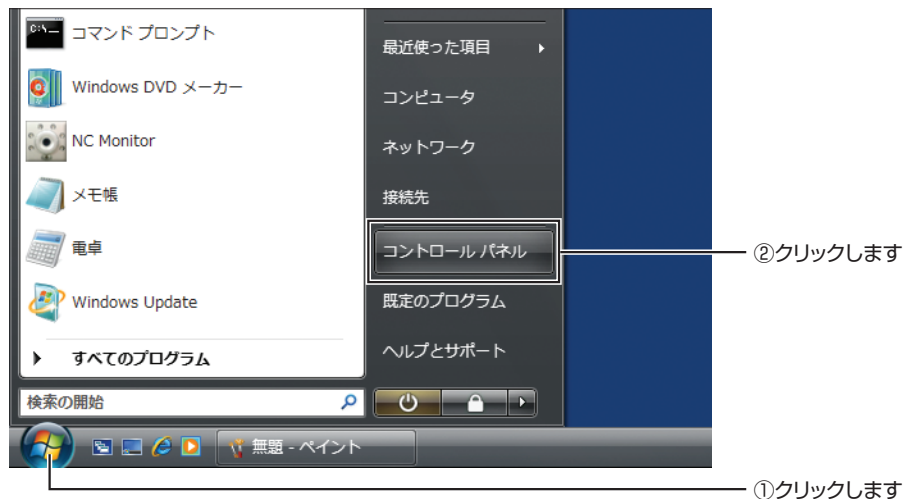 C:\_
コマンド プロンプト
Windows DVD メーカー
NC Monitor
メモ帳
電卓
Windows Update
すべてのプログラム
検索の開始
最近使った項目
コンピュータ
ネットワーク
接続先
コントロール パネル
既定のプログラム
ヘルプとサポート
②クリックします
無題 - ペイント
①クリックします